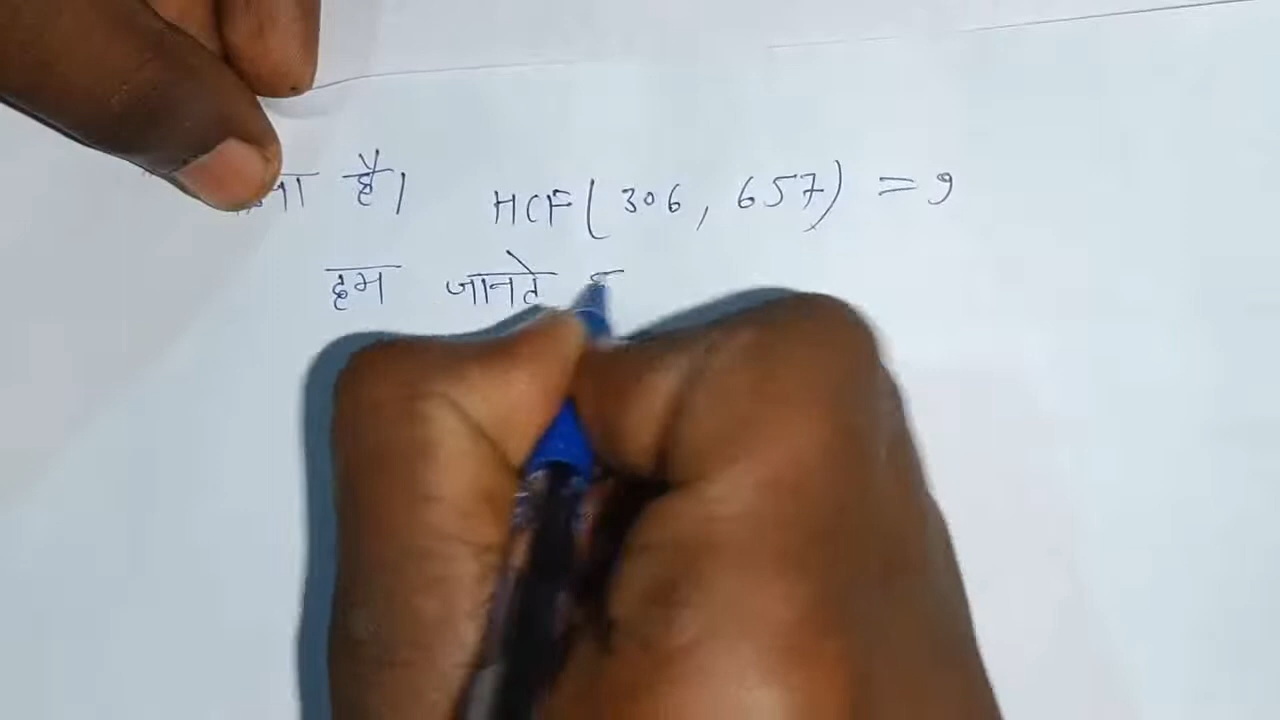 है। HCF(306, 657) = 9
हम जानते